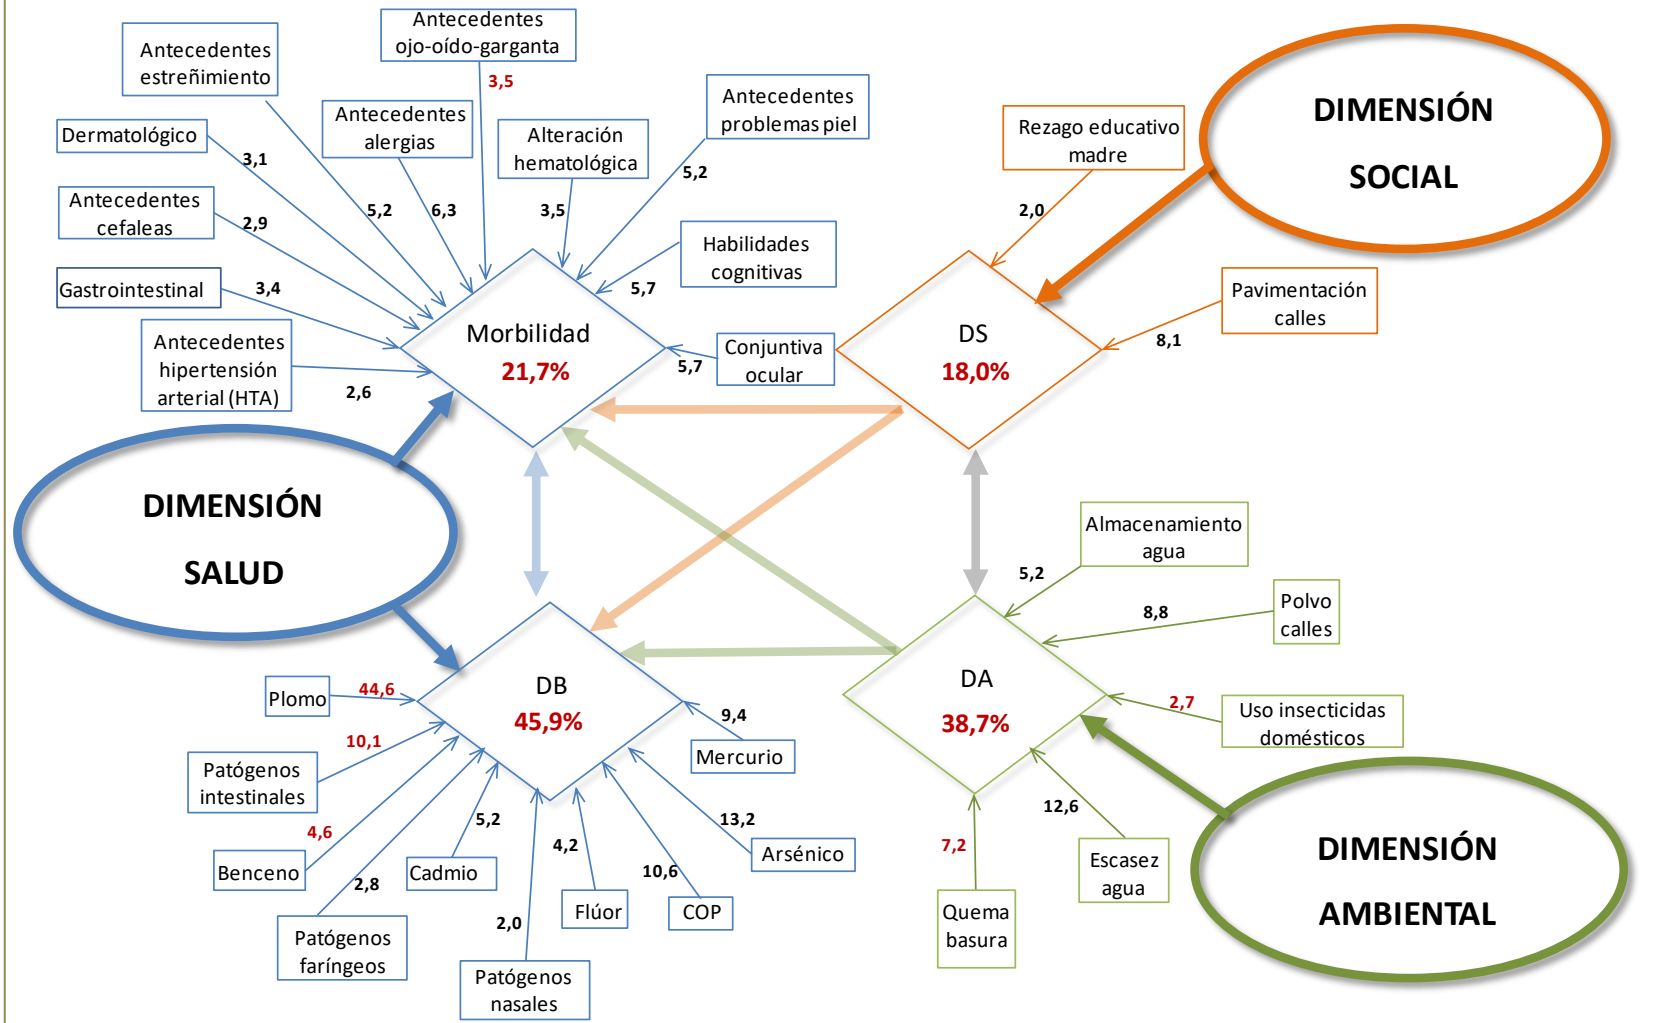 Antecedentes
ojo-oído-garganta
3,5
Antecedentes
estreñimiento
5,2
Antecedentes
alergias
6,3
Dermatológico
3,1
Antecedentes
cefaleas
2,9
Gastrointestinal
3,4
Antecedentes
hipertensión
arterial (HTA)
2,6
Alteración
hematológica
3,5
Antecedentes
problemas piel
5,2
Habilidades
cognitivas
5,7
Conjuntiva
ocular
5,7
Morbilidad
21,7%
Rezago educativo
madre
2,0
DIMENSIÓN
SOCIAL
Pavimentación
calles
8,1
DS
18,0%
DIMENSIÓN
SALUD
Almacenamiento
agua
5,2
Polvo
calles
8,8
Uso insecticidas
domésticos
2,7
DA
38,7%
Escasez
agua
12,6
Quema
basura
7,2
DIMENSIÓN
AMBIENTAL
DB
45,9%
Plomo
44,6
Patógenos
intestinales
10,1
Benceno
4,6
Patógenos
faríngeos
2,8
Cadmio
5,2
Patógenos
nasales
2,0
Flúor
4,2
COP
10,6
Arsénico
13,2
Mercurio
9,4